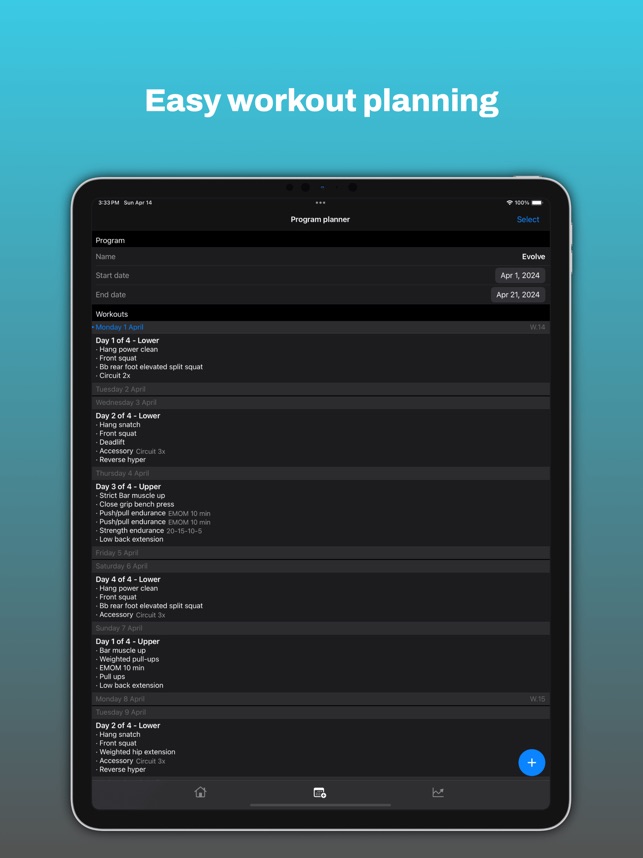 Easy workout planning
3:33 PM Sun Apr 14
100%
Program planner
Select
Program
Name
Evolve
Start date
Apr 1, 2024
End date
Apr 21, 2024
Workouts
• Monday 1 April
W.14
Day 1 of 4 - Lower
· Hang power clean
· Front squat
· Bb rear foot elevated split squat
· Circuit 2x
Tuesday 2 April
Wednesday 3 April
Day 2 of 4 - Lower
· Hang snatch
· Front squat
· Deadlift
· Accessory Circuit 3x
· Reverse hyper
Thursday 4 April
Day 3 of 4 - Upper
· Strict Bar muscle up
· Close grip bench press
· Push/pull endurance EMOM 10 min
· Push/pull endurance EMOM 10 min
· Strength endurance 20-15-10-5
· Low back extension
Friday 5 April
Saturday 6 April
Day 4 of 4 - Lower
· Hang power clean
· Front squat
· Bb rear foot elevated split squat
· Accessory Circuit 3x
Sunday 7 April
Day 1 of 4 - Upper
· Bar muscle up
· Weighted pull-ups
· EMOM 10 min
· Pull ups
· Low back extension
Monday 8 April
W.15
Tuesday 9 April
Day 2 of 4 - Lower
· Hang snatch
· Front squat
· Weighted hip extension
· Accessory Circuit 3x
· Reverse hyper